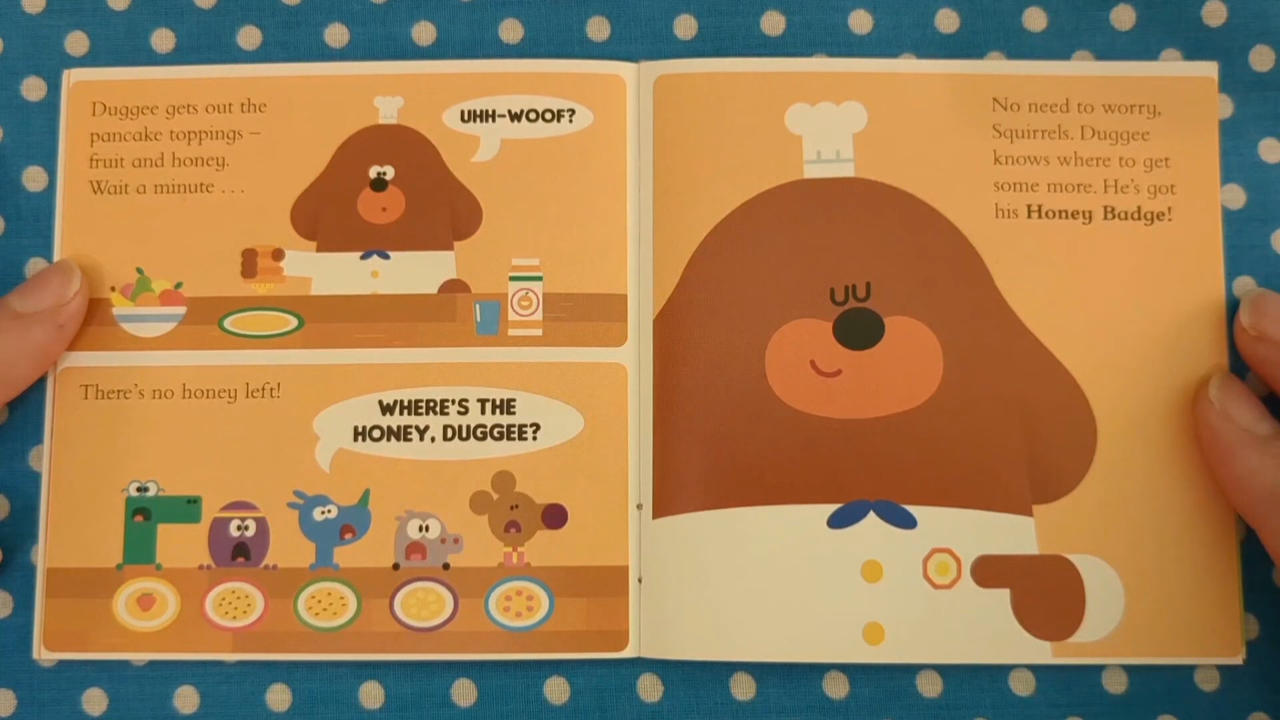 Duggee gets out the
pancake toppings –
fruit and honey.
Wait a minute . . .
UHH-WOOF?
There's no honey left!
WHERE'S THE
HONEY, DUGGEE?
No need to worry,
Squirrels. Duggee
knows where to get
some more. He's got
his Honey Badge!